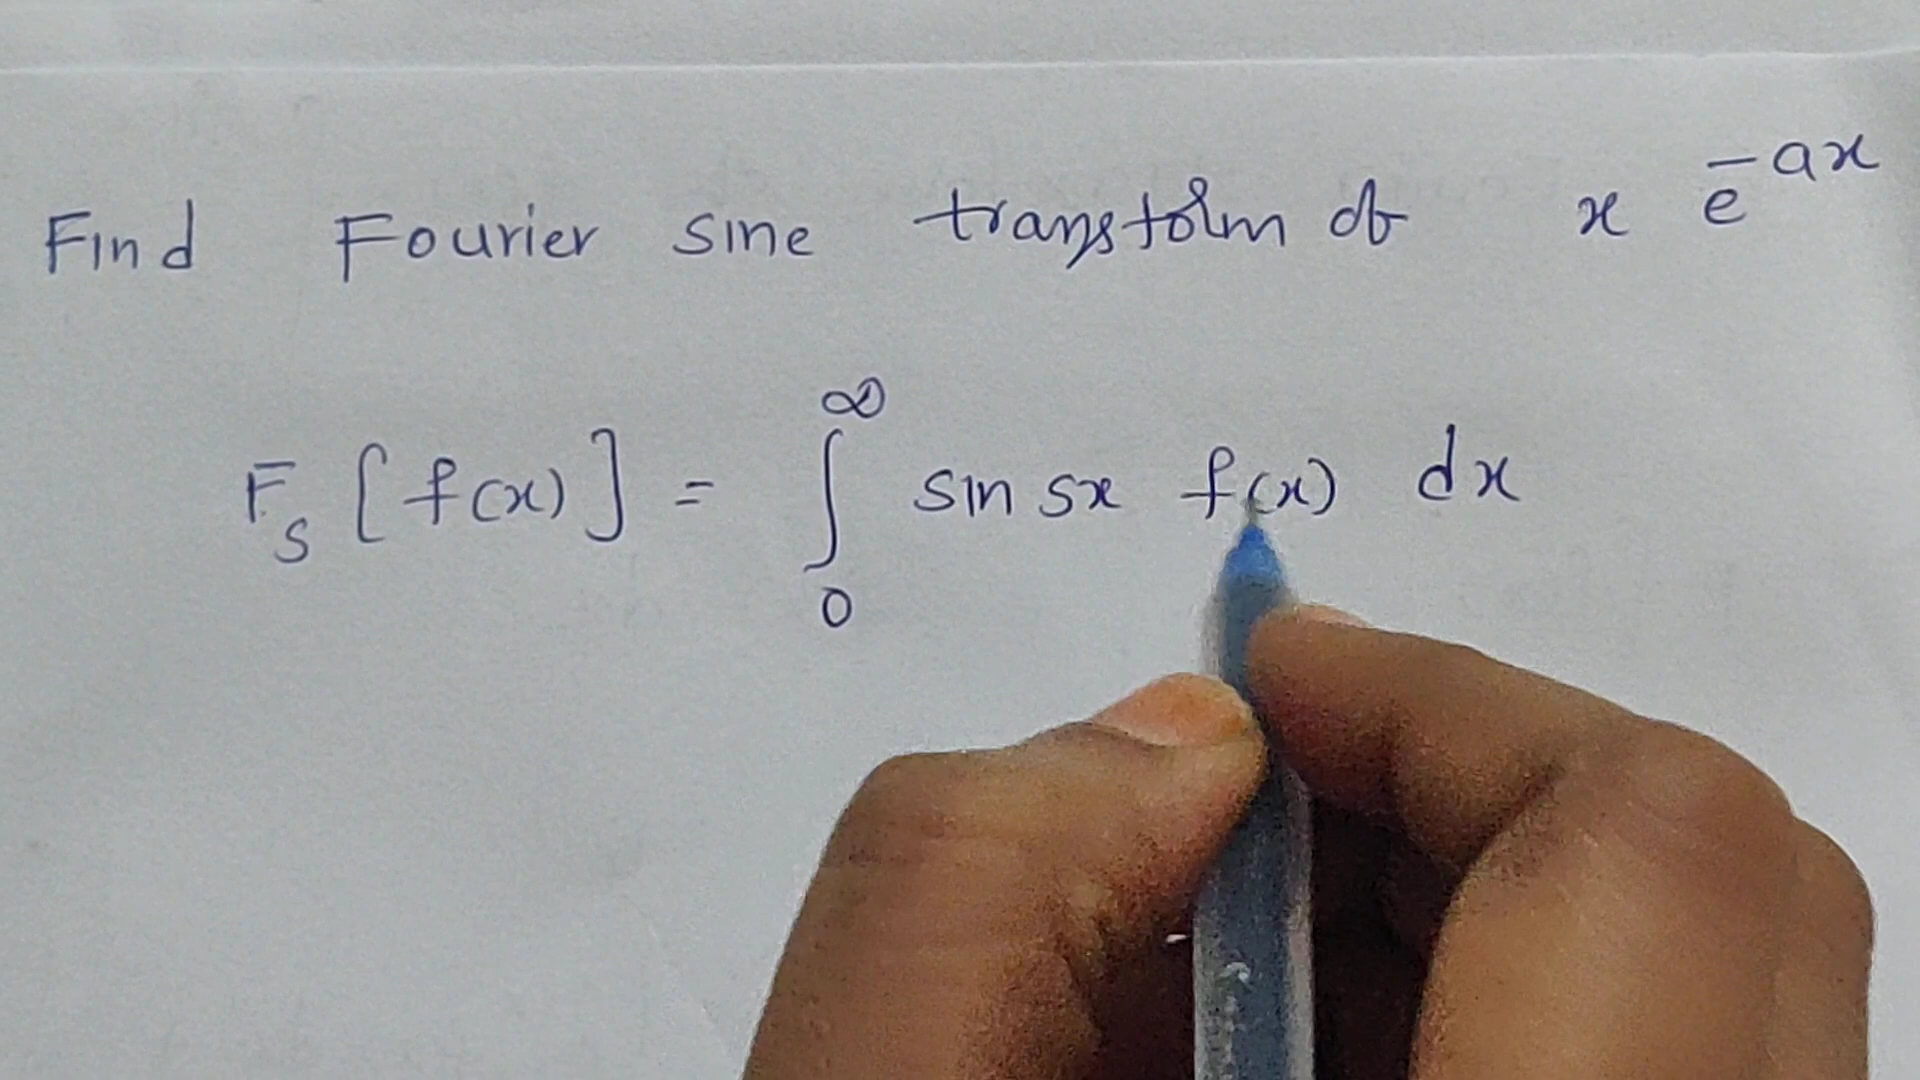 Find Fourier sine transform of x e^{-ax}
F_s [f(x)] = ∫_0^∞ sin sx f(x) dx